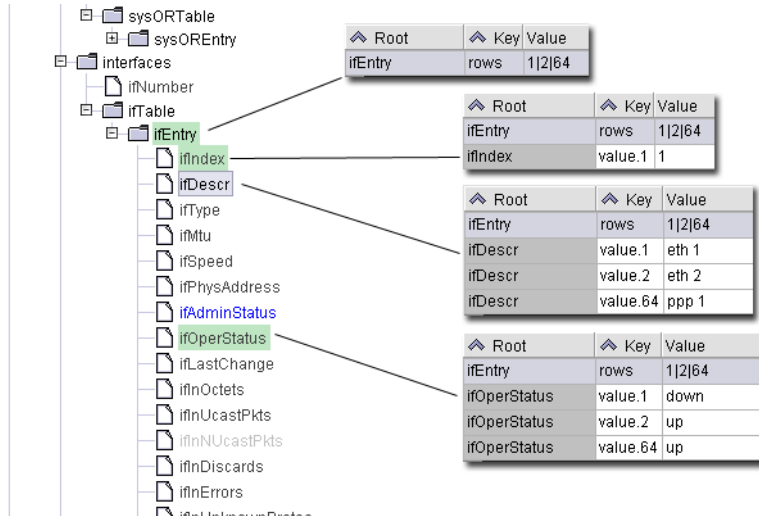 sysORTable
sysOREntry
interfaces
ifNumber
ifTable
ifEntry
ifIndex
ifDescr
ifType
ifMtu
ifSpeed
ifPhysAddress
ifAdminStatus
ifOperStatus
ifLastChange
ifInOctets
ifInUcastPkts
ifInNUcastPkts
ifInDiscards
ifInErrors
ifInUnknownProtos
Root Key Value
ifEntry rows 1|2|64
Root Key Value
ifEntry rows 1|2|64
ifIndex value.1 1
Root Key Value
ifEntry rows 1|2|64
ifDescr value.1 eth 1
ifDescr value.2 eth 2
ifDescr value.64 ppp 1
Root Key Value
ifEntry rows 1|2|64
ifOperStatus value.1 down
ifOperStatus value.2 up
ifOperStatus value.64 up